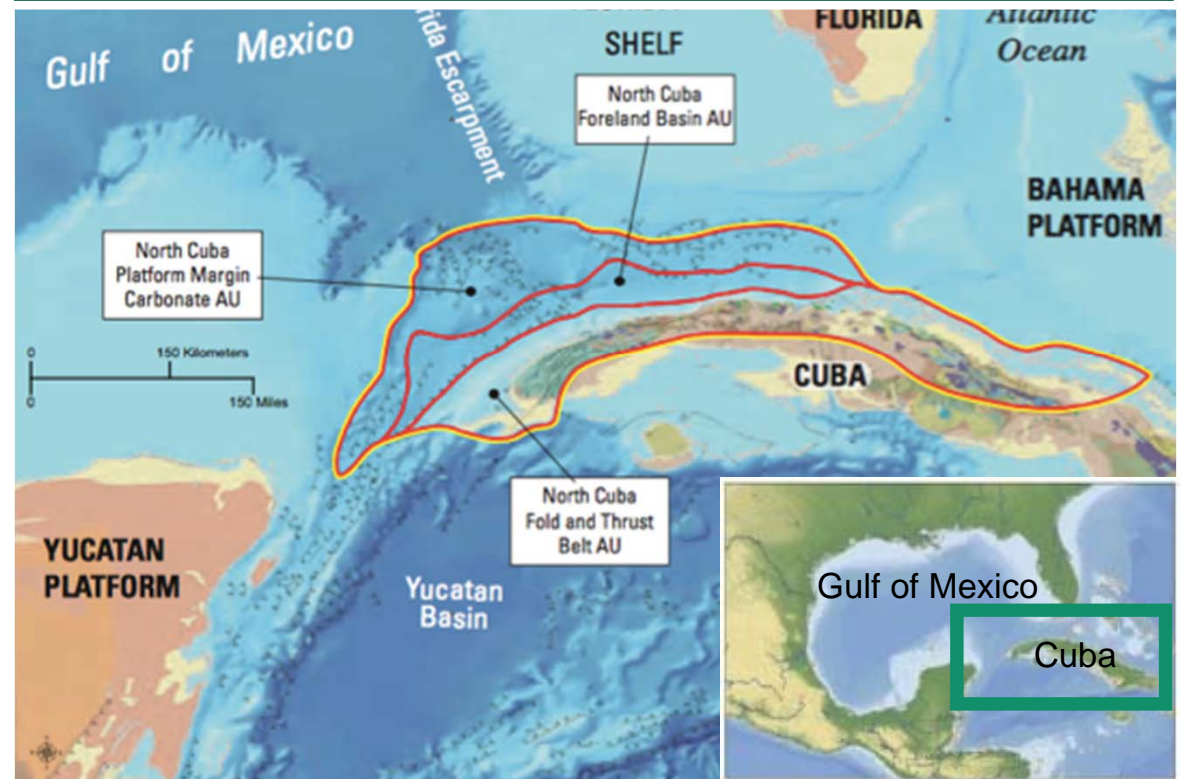 Gulf of Mexico
rida Escarpment
SHELF
FLORIDA
Atlantic
Ocean
North Cuba
Foreland Basin AU
BAHAMA
PLATFORM
North Cuba
Platform Margin
Carbonate AU
0 150 Kilometers
0 150 Miles
CUBA
North Cuba
Fold and Thrust
Belt AU
YUCATAN
PLATFORM
Yucatan
Basin
Gulf of Mexico
Cuba